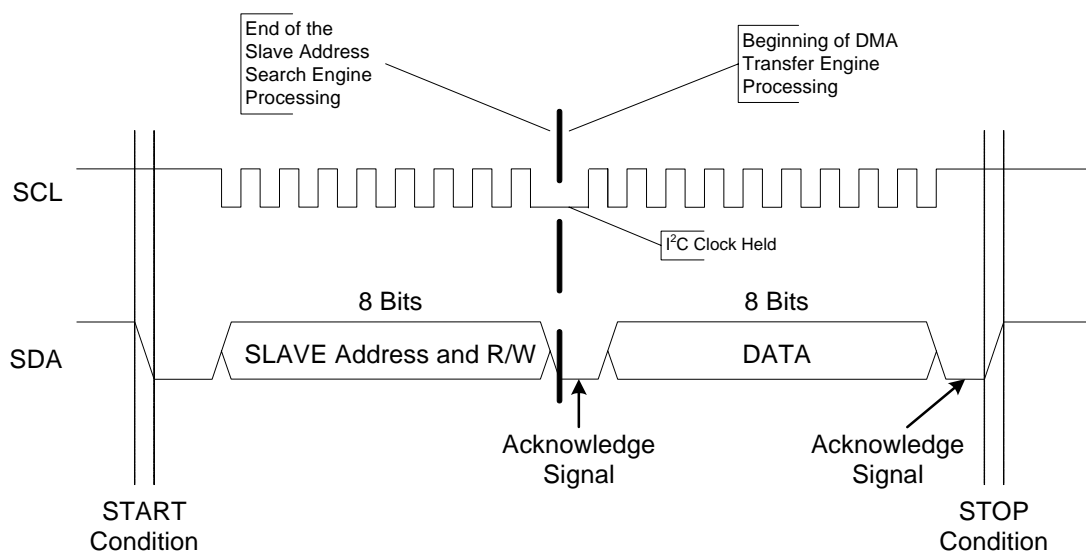 End of the
Slave Address
Search Engine
Processing
Beginning of DMA
Transfer Engine
Processing
SCL
I²C Clock Held
8 Bits
8 Bits
SDA
SLAVE Address and R/W
DATA
Acknowledge
Signal
Acknowledge
Signal
START
Condition
STOP
Condition